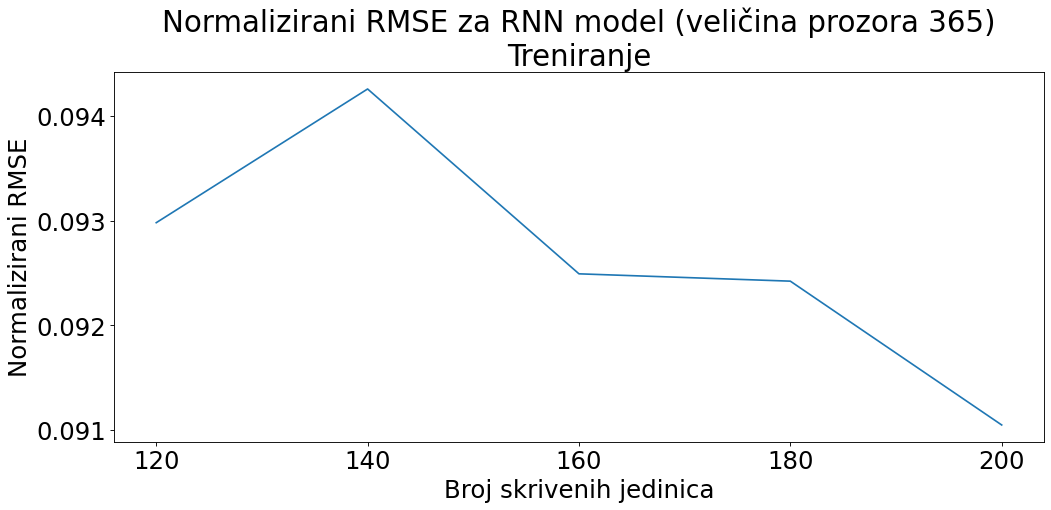 Normalizirani RMSE za RNN model (veličina prozora 365)
Treniranje
Normalizirani RMSE
0.094
0.093
0.092
0.091
120 140 160 180 200
Broj skrivenih jedinica